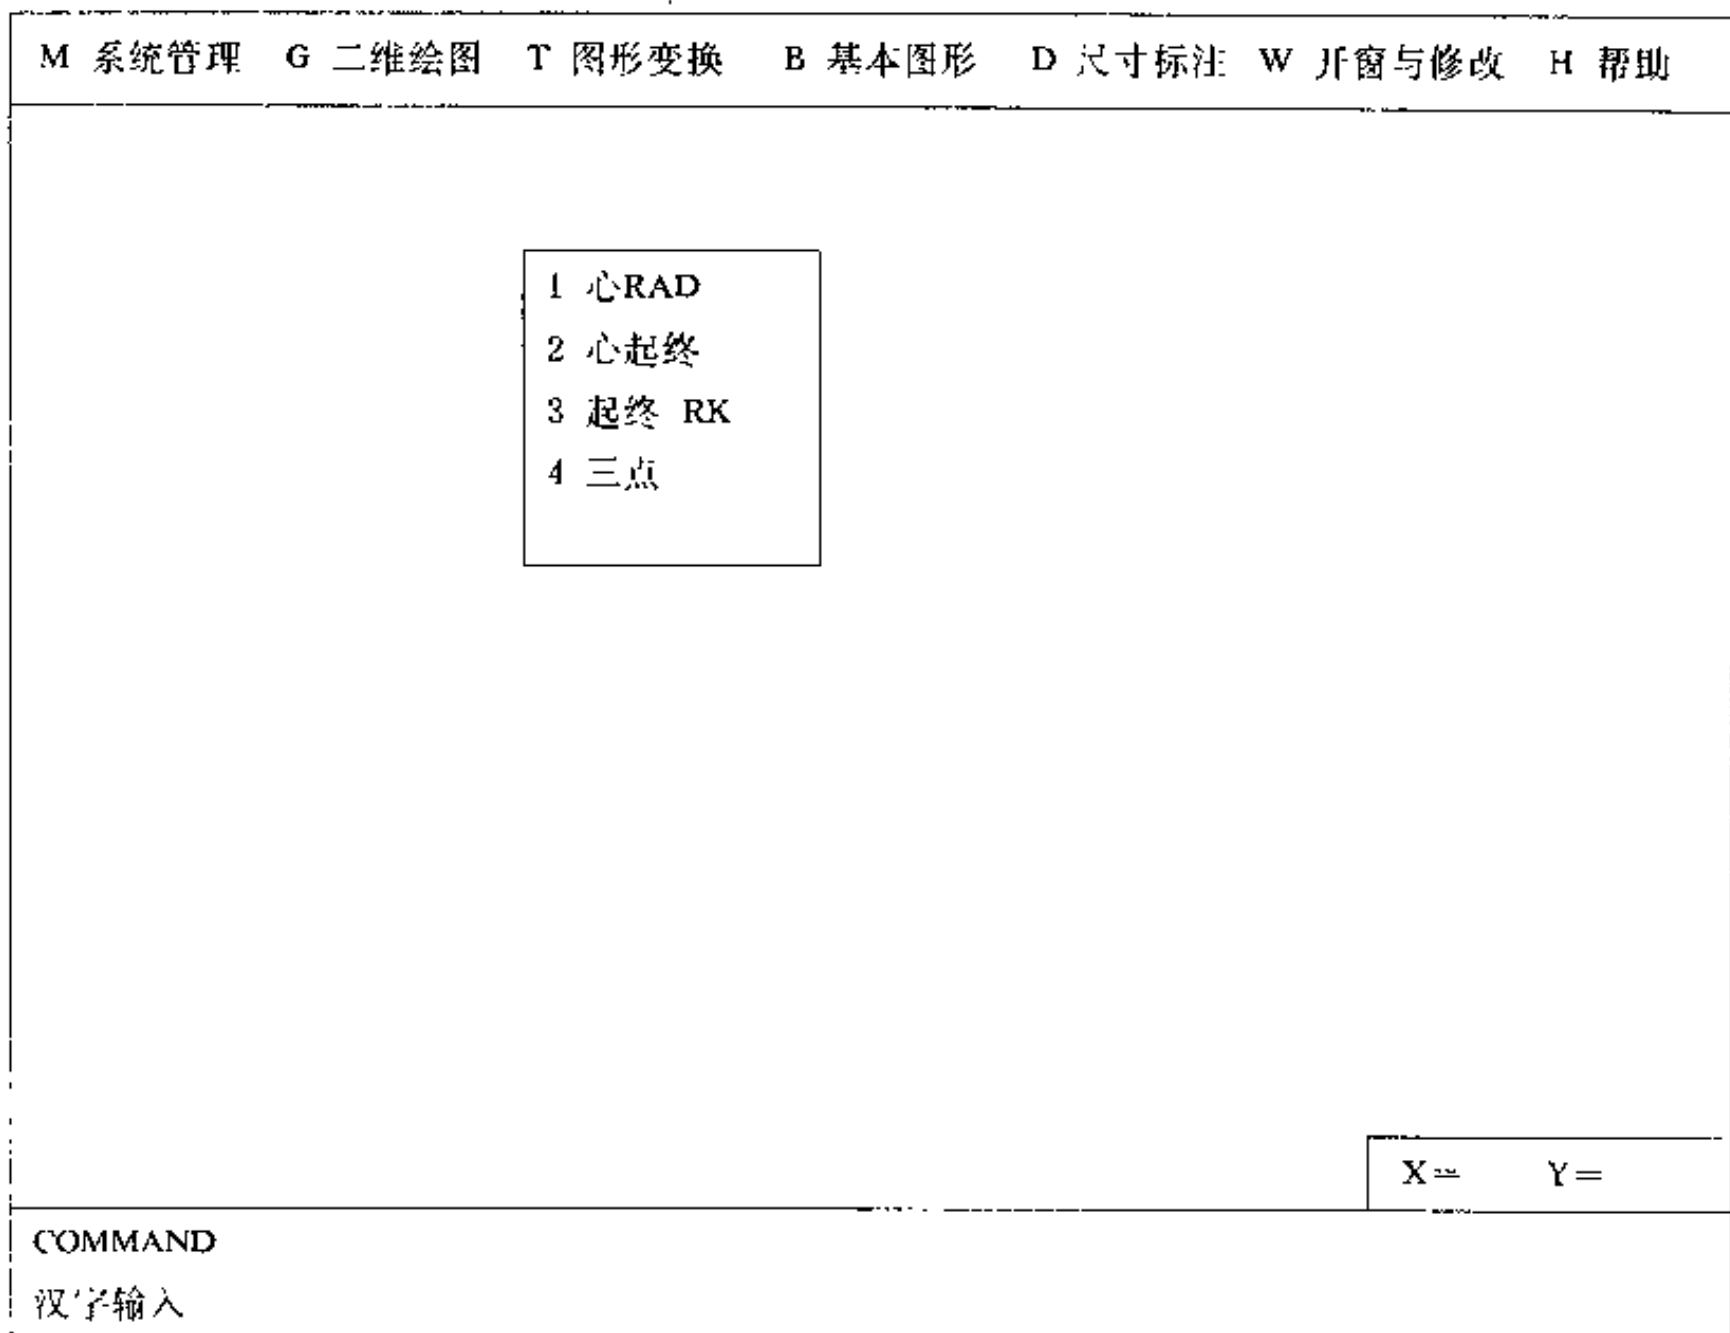 M 系统管理 G 二维绘图 T 图形变换 B 基本图形 D 尺寸标注 W 开窗与修改 H 帮助
1 心RAD
2 心起终
3 起终 RK
4 三点
X= Y=
COMMAND
汉字输入